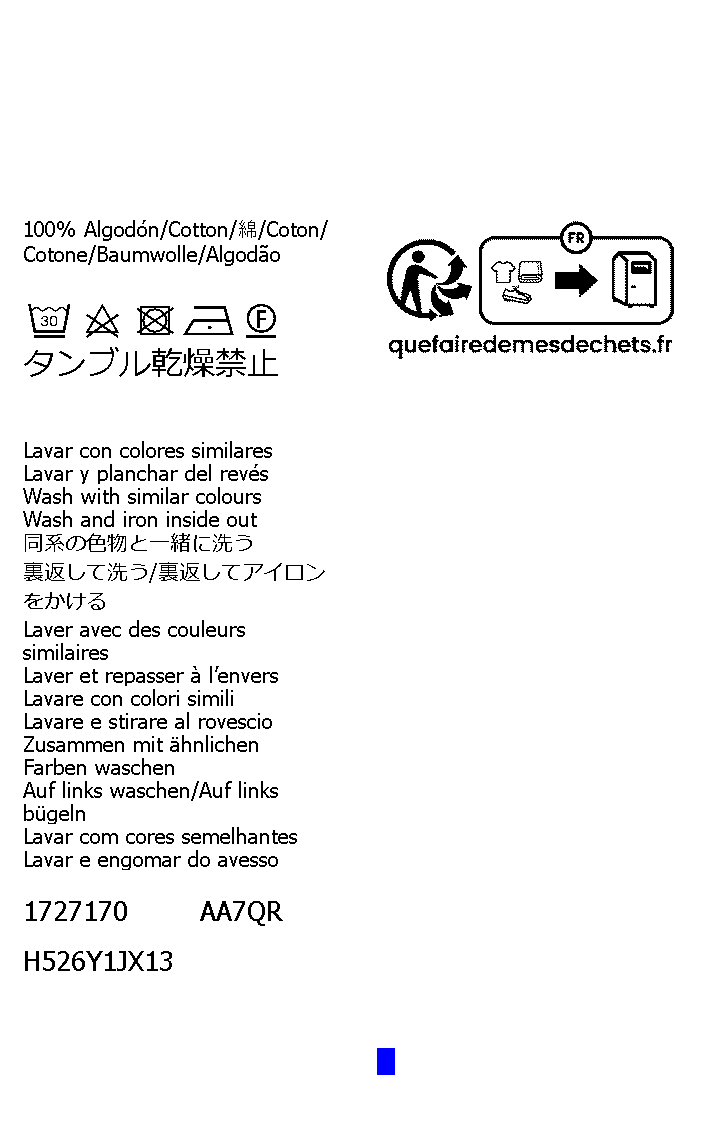 100% Algodón/Cotton/綿/Coton/
Cotone/Baumwolle/Algodão
30
F
タンブル乾燥禁止
FR
quefairedemesdechets.fr
Lavar con colores similares
Lavar y planchar del revés
Wash with similar colours
Wash and iron inside out
同系の色物と一緒に洗う
裏返して洗う/裏返してアイロン
をかける
Laver avec des couleurs
similaires
Laver et repasser à l’envers
Lavare con colori simili
Lavare e stirare al rovescio
Zusammen mit ähnlichen
Farben waschen
Auf links waschen/Auf links
bügeln
Lavar com cores semelhantes
Lavar e engomar do avesso
1727170 AA7QR
H526Y1JX13